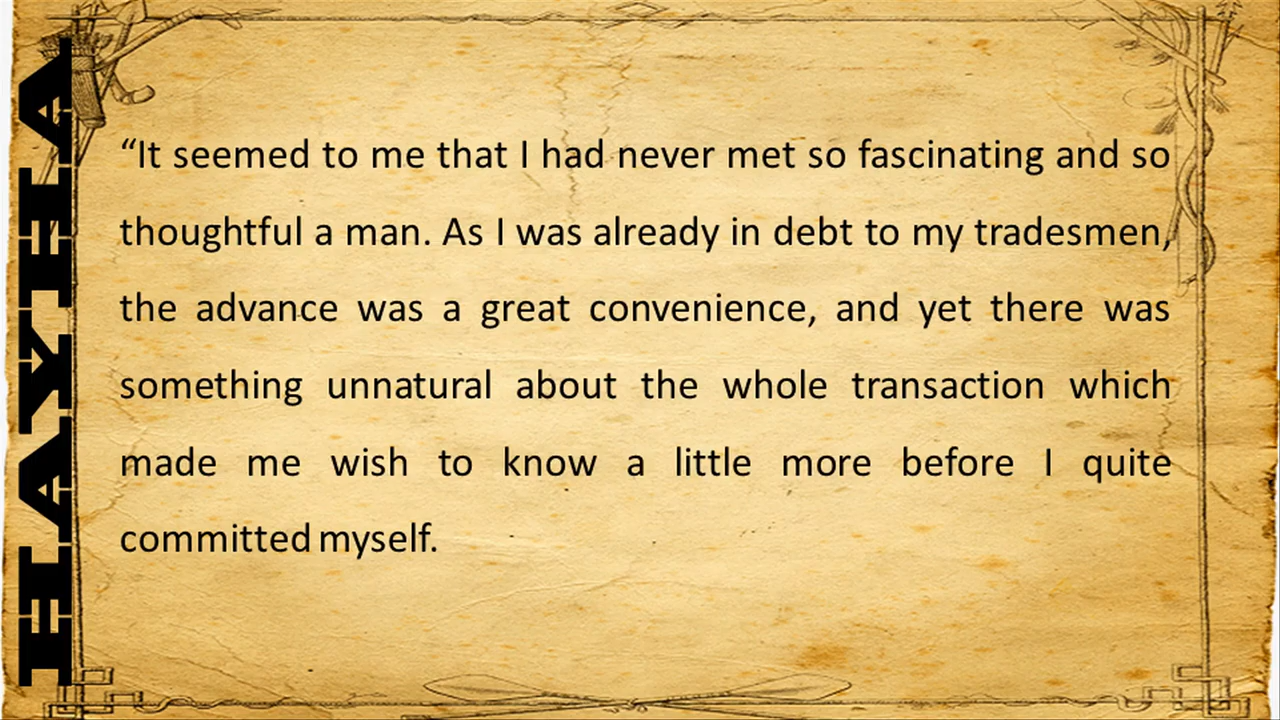 HAYHA
“It seemed to me that I had never met so fascinating and so
thoughtful a man. As I was already in debt to my tradesmen,
the advance was a great convenience, and yet there was
something unnatural about the whole transaction which
made me wish to know a little more before I quite
committed myself.